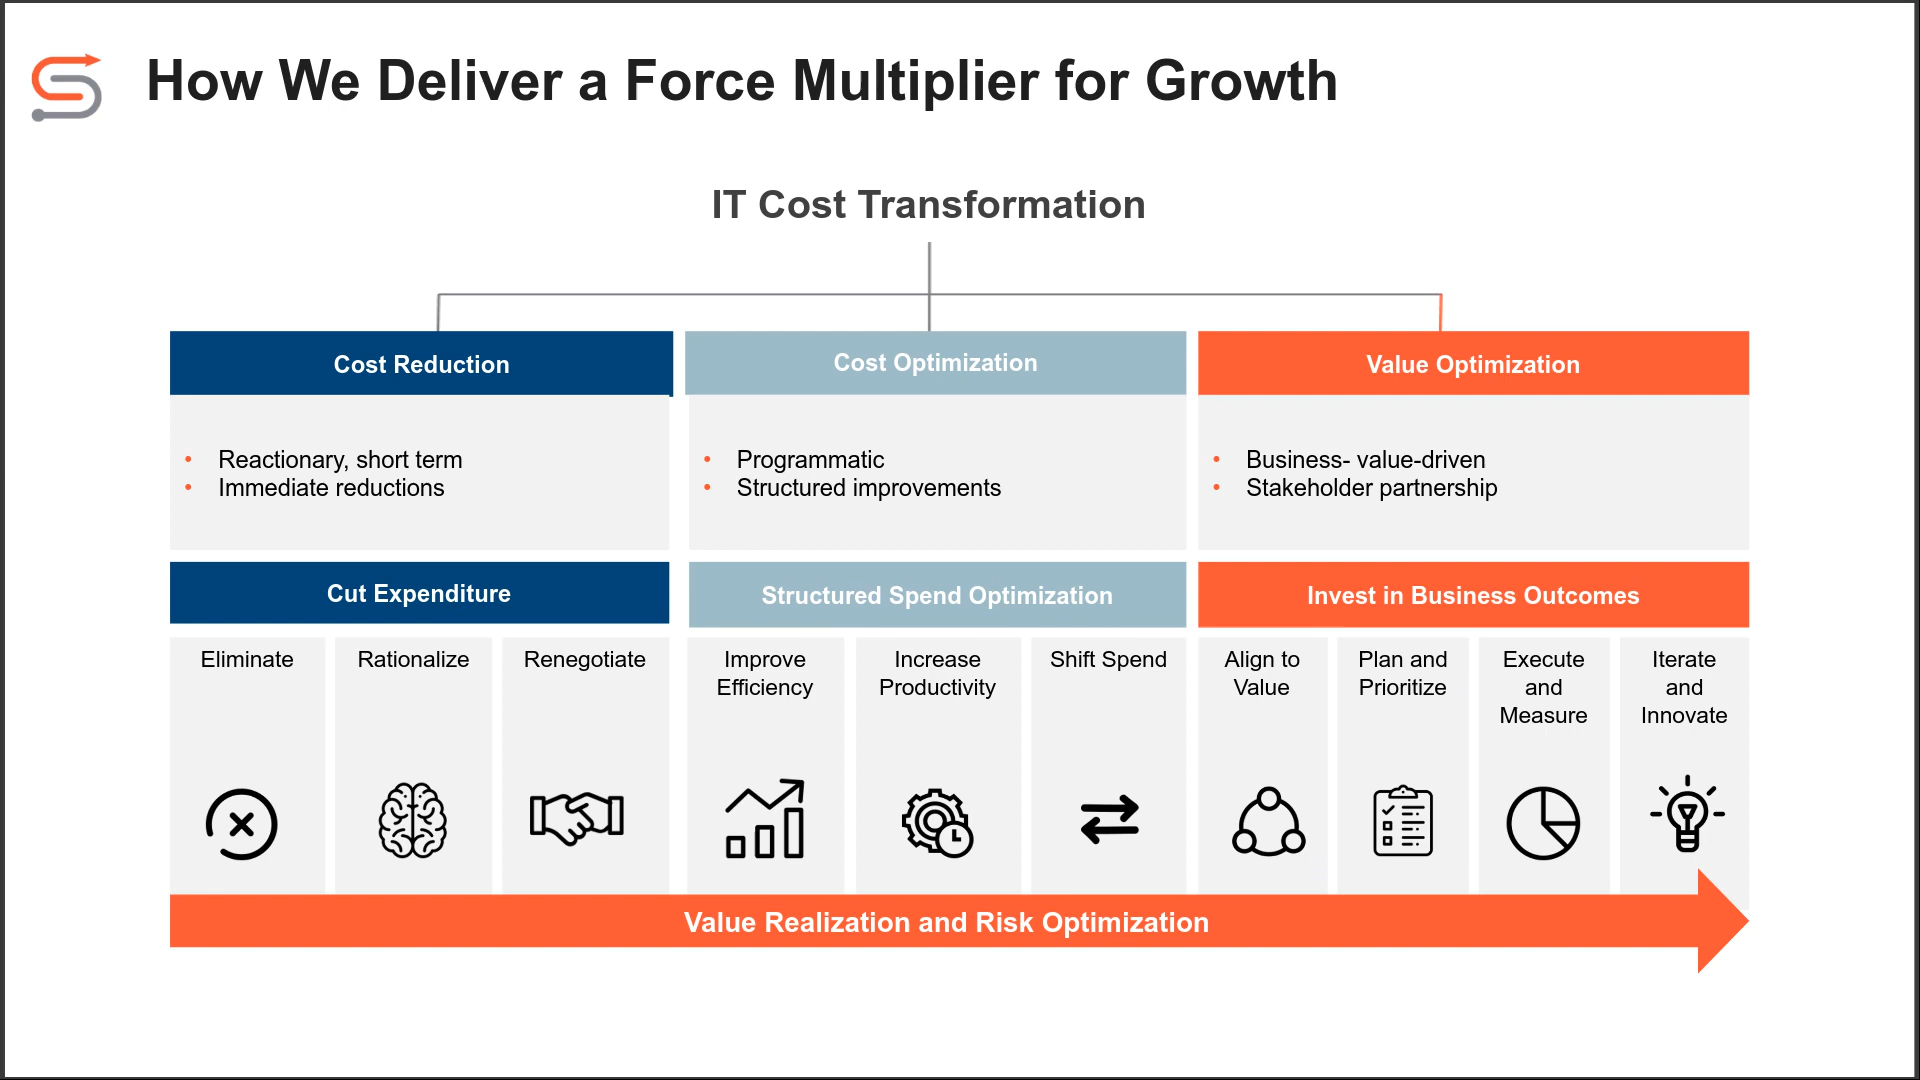 How We Deliver a Force Multiplier for Growth
IT Cost Transformation
Cost Reduction
Cost Optimization
Value Optimization
• Reactionary, short term
• Immediate reductions
• Programmatic
• Structured improvements
• Business- value-driven
• Stakeholder partnership
Cut Expenditure
Structured Spend Optimization
Invest in Business Outcomes
Eliminate
Rationalize
Renegotiate
Improve
Efficiency
Increase
Productivity
Shift Spend
Align to
Value
Plan and
Prioritize
Execute
and
Measure
Iterate
and
Innovate
Value Realization and Risk Optimization